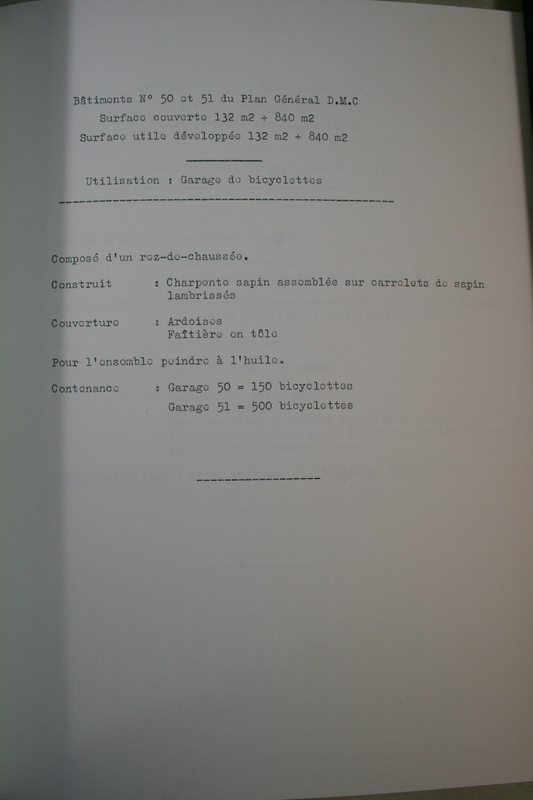 Bâtiments N° 50 et 51 du Plan Général D.M.C
Surface couverte 132 m2 + 840 m2
Surface utile développée 132 m2 + 840 m2
Utilisation : Garage de bicyclettes
Composé d'un rez-de-chaussée.
Construit : Charpente sapin assemblée sur carrelets de sapin
lambrissés
Couverture : Ardoises
Faîtière en tôle
Pour l'ensemble peindre à l'huile.
Contenance : Garage 50 = 150 bicyclettes
Garage 51 = 500 bicyclettes